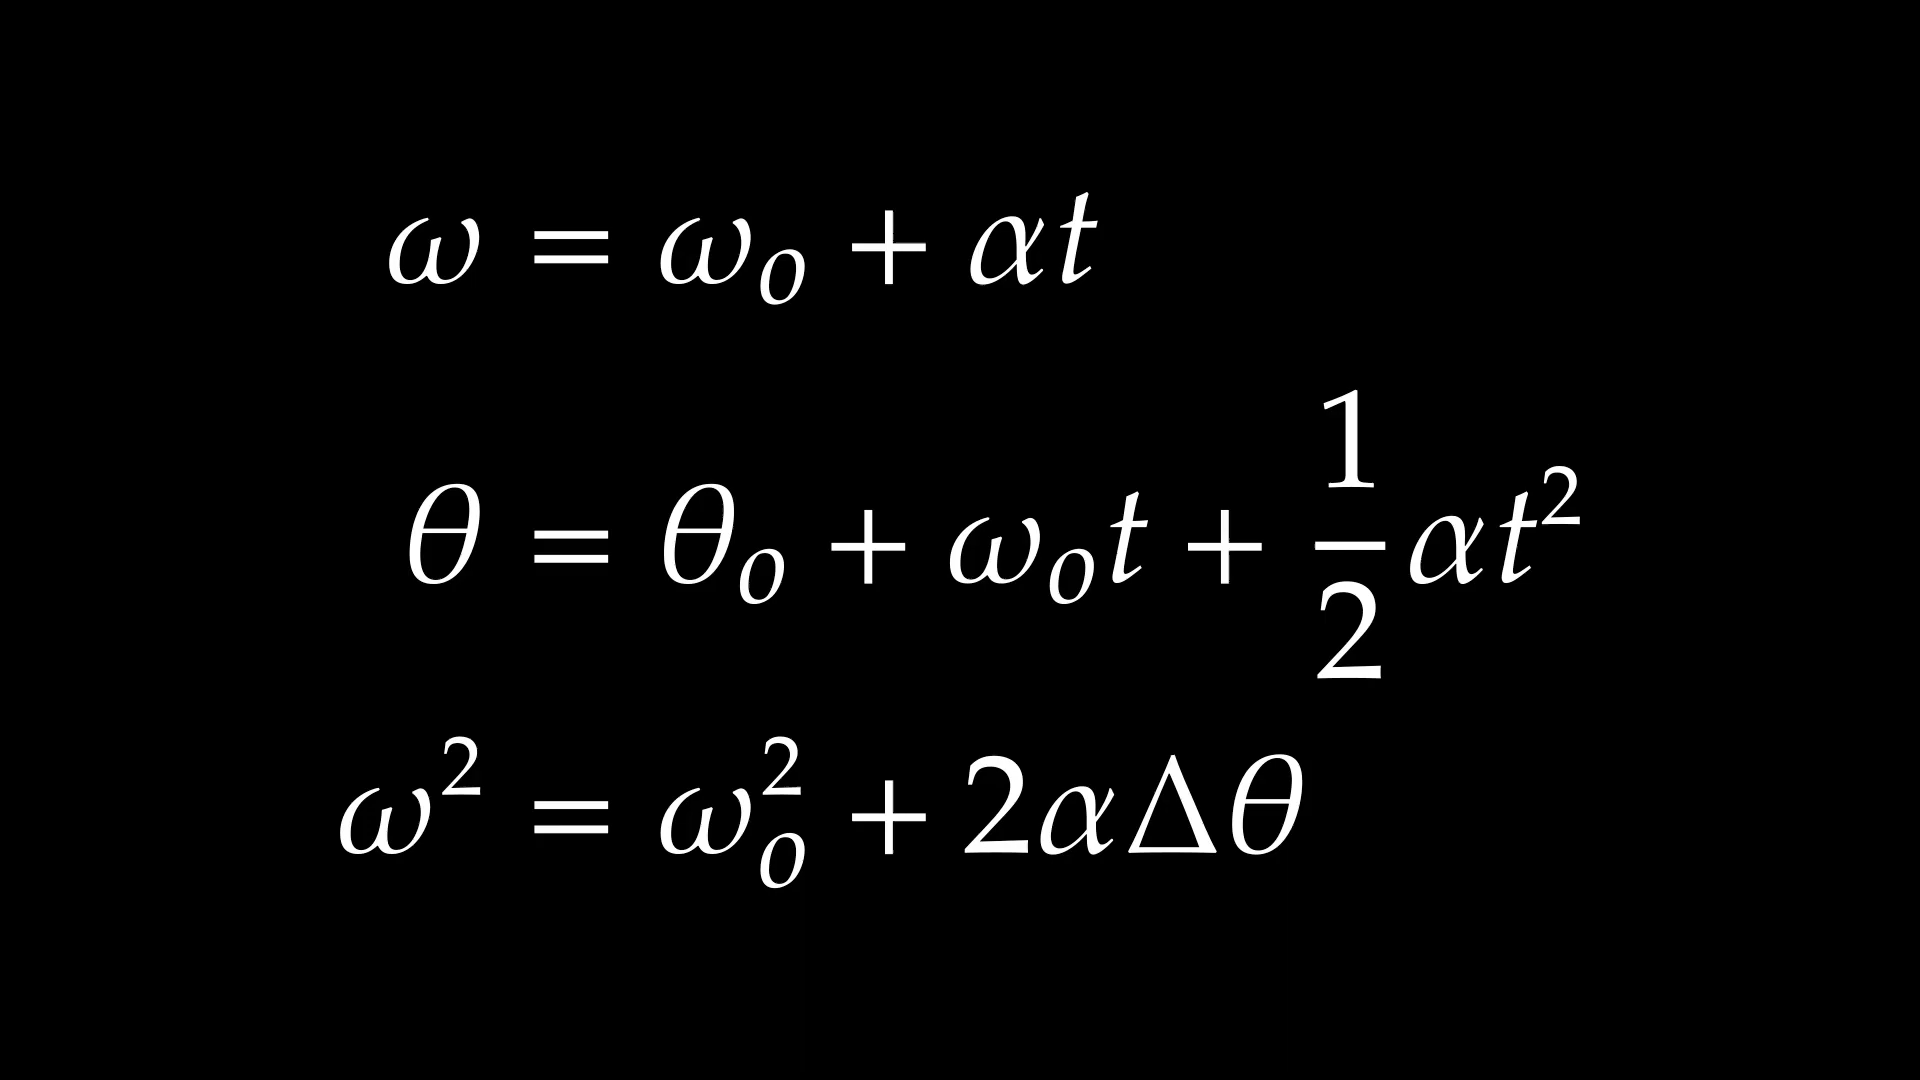 ω = ω₀ + αt
θ = θ₀ + ω₀t + ½αt²
ω² = ω₀² + 2αΔθ